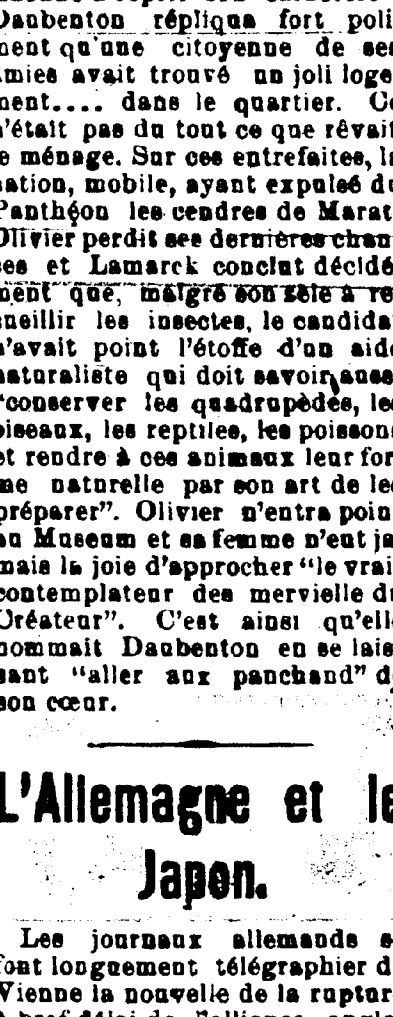 Daubenton répliqua fort poli
ment qu'une citoyenne de ses
amies avait trouvé un joli loge
ment.... dans le quartier. Ce
n'était pas du tout ce que rêvait
le ménage. Sur ces entrefaites, la
nation, mobile, ayant expulsé du
Panthéon les cendres de Marat,
Olivier perdit ses dernières chan
ces et Lamarck conclut décidé
ment que, malgré son zèle à re
cueillir les insectes, le candidat
n'avait point l'étoffe d'un aide
naturaliste qui doit savoir aussi
"conserver les quadrupèdes, les
oiseaux, les reptiles, les poissons
et rendre à ces animaux leur for
me naturelle par son art de les
préparer". Olivier n'entra point
au Museum et sa femme n'eut ja
mais la joie d'approcher "le vrai
contemplateur des mervielle du
Créateur". C'est ainsi qu'elle
nommait Daubenton en se lais
sant "aller aux panchand" de
son cœur.
L'Allemagne et le
Japon.
Les journaux allemands se
font longuement télégraphier de
Vienne la nouvelle de la ruptur